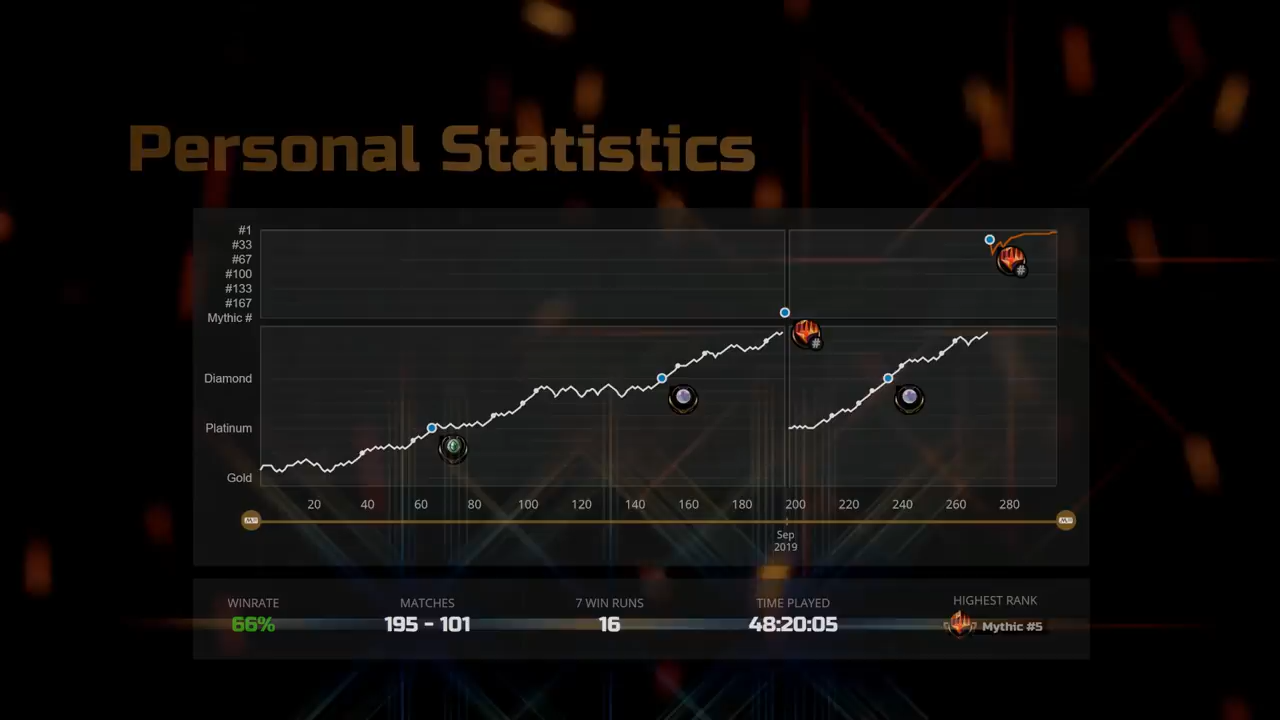 Personal Statistics
#1
#33
#67
#100
#133
#167
Mythic #
Diamond
Platinum
Gold
20 40 60 80 100 120 140 160 180 200 220 240 260 280
Sep
2019
WINRATE MATCHES 7 WIN RUNS TIME PLAYED HIGHEST RANK
66% 195 - 101 16 48:20:05 Mythic #5